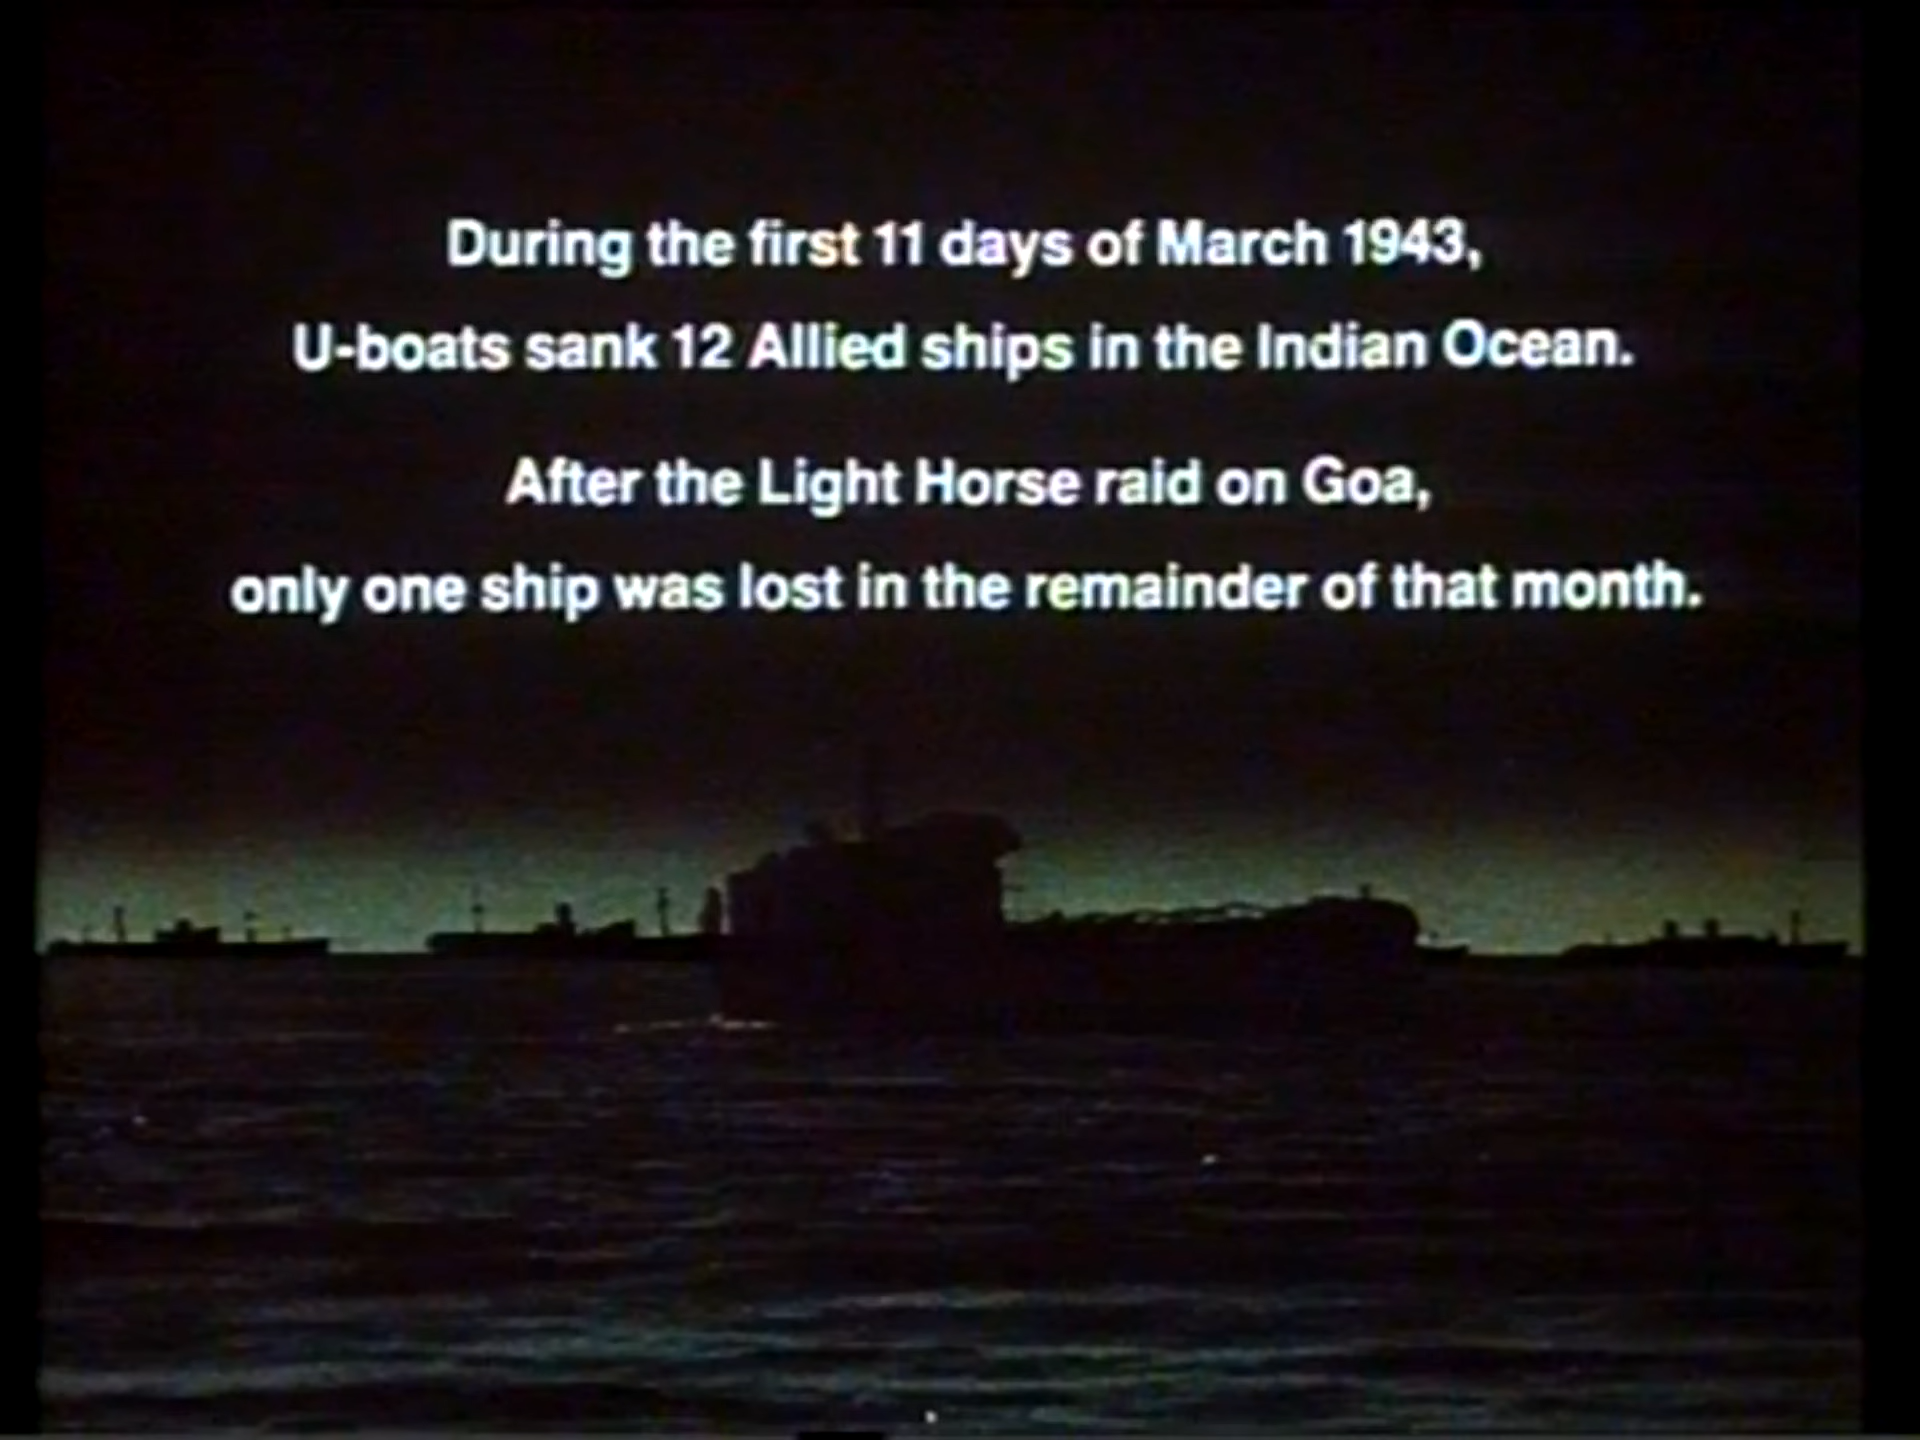 During the first 11 days of March 1943,
U-boats sank 12 Allied ships in the Indian Ocean.
After the Light Horse raid on Goa,
only one ship was lost in the remainder of that month.